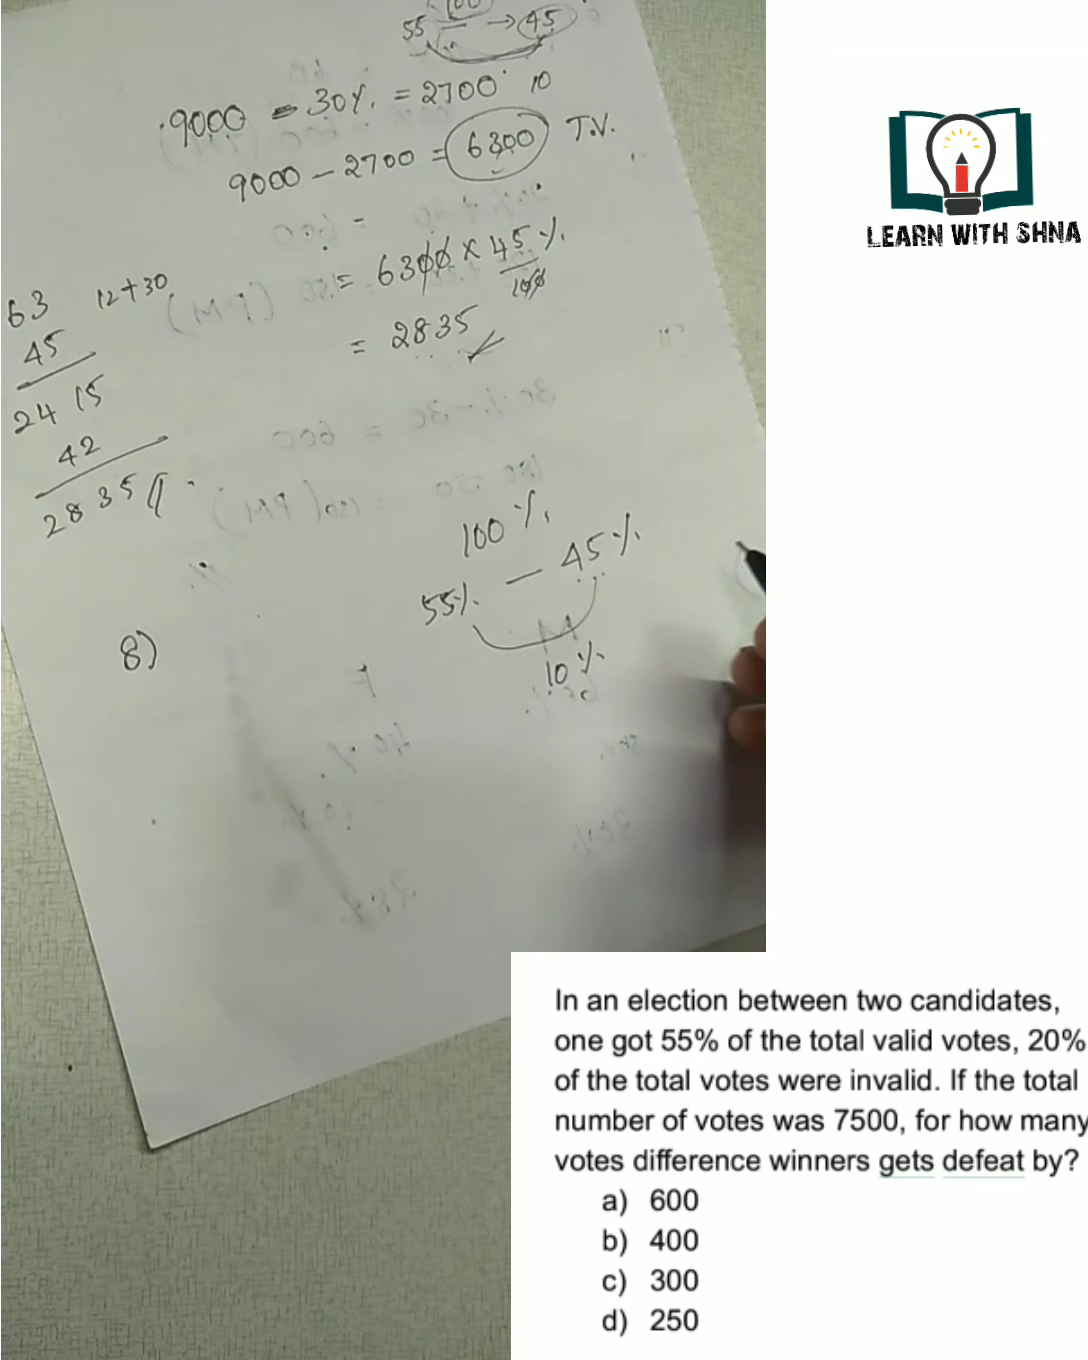 55 100 → 45
9000 - 30% = 2700 10
9000 - 2700 = 6300 T.V.
= 6300 × 45%
100
= 2835
63 12+30
45
24 15
42
2835
100%
55% - 45%
10%
8)
LEARN WITH SHNA
In an election between two candidates,
one got 55% of the total valid votes, 20%
of the total votes were invalid. If the total
number of votes was 7500, for how many
votes difference winners gets defeat by?
a) 600
b) 400
c) 300
d) 250